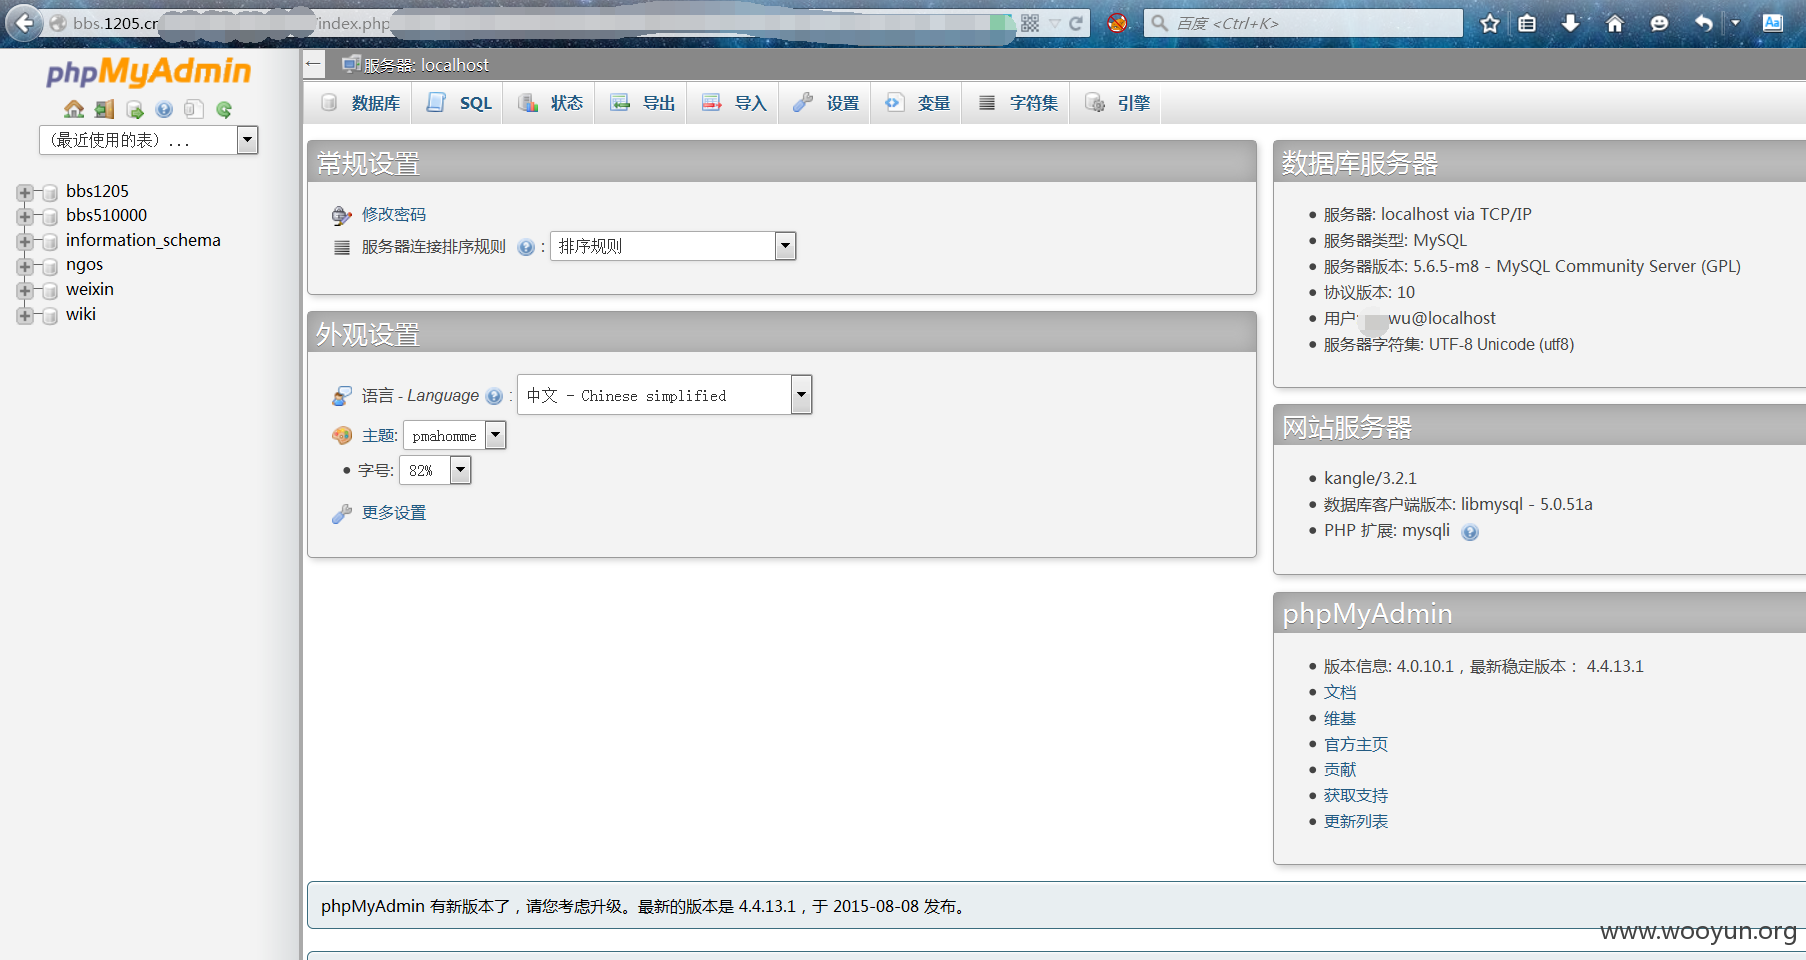 bbs.1205.cn
/index.php
百度 <Ctrl+K>
phpMyAdmin
(最近使用的表) ...
bbs1205
bbs510000
information_schema
ngos
weixin
wiki
服务器: localhost
数据库
SQL
状态
导出
导入
设置
变量
字符集
引擎
常规设置
修改密码
服务器连接排序规则 : 排序规则
外观设置
语言 - Language : 中文 - Chinese simplified
主题: pmahomme
字号: 82%
更多设置
数据库服务器
服务器: localhost via TCP/IP
服务器类型: MySQL
服务器版本: 5.6.5-m8 - MySQL Community Server (GPL)
协议版本: 10
用户: wu@localhost
服务器字符集: UTF-8 Unicode (utf8)
网站服务器
kangle/3.2.1
数据库客户端版本: libmysql - 5.0.51a
PHP 扩展: mysqli
phpMyAdmin
版本信息: 4.0.10.1，最新稳定版本： 4.4.13.1
文档
维基
官方主页
贡献
获取支持
更新列表
phpMyAdmin 有新版本了，请您考虑升级。最新的版本是 4.4.13.1，于 2015-08-08 发布。
www.wooyun.org